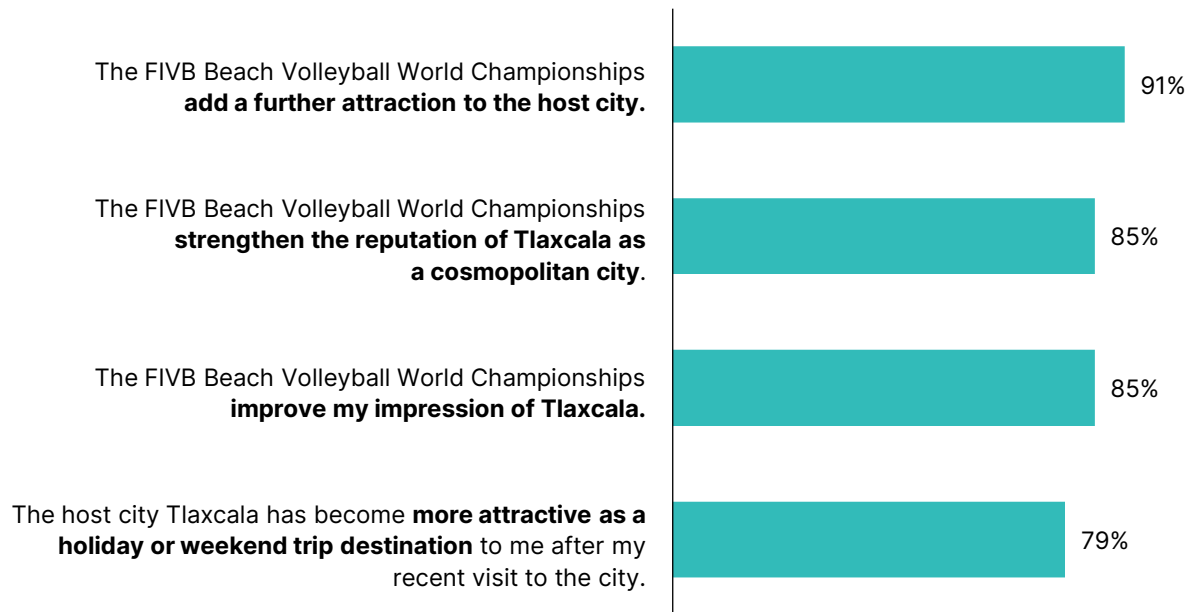 The FIVB Beach Volleyball World Championships
add a further attraction to the host city.
91%
The FIVB Beach Volleyball World Championships
strengthen the reputation of Tlaxcala as
a cosmopolitan city.
85%
The FIVB Beach Volleyball World Championships
improve my impression of Tlaxcala.
85%
The host city Tlaxcala has become more attractive as a
holiday or weekend trip destination to me after my
recent visit to the city.
79%